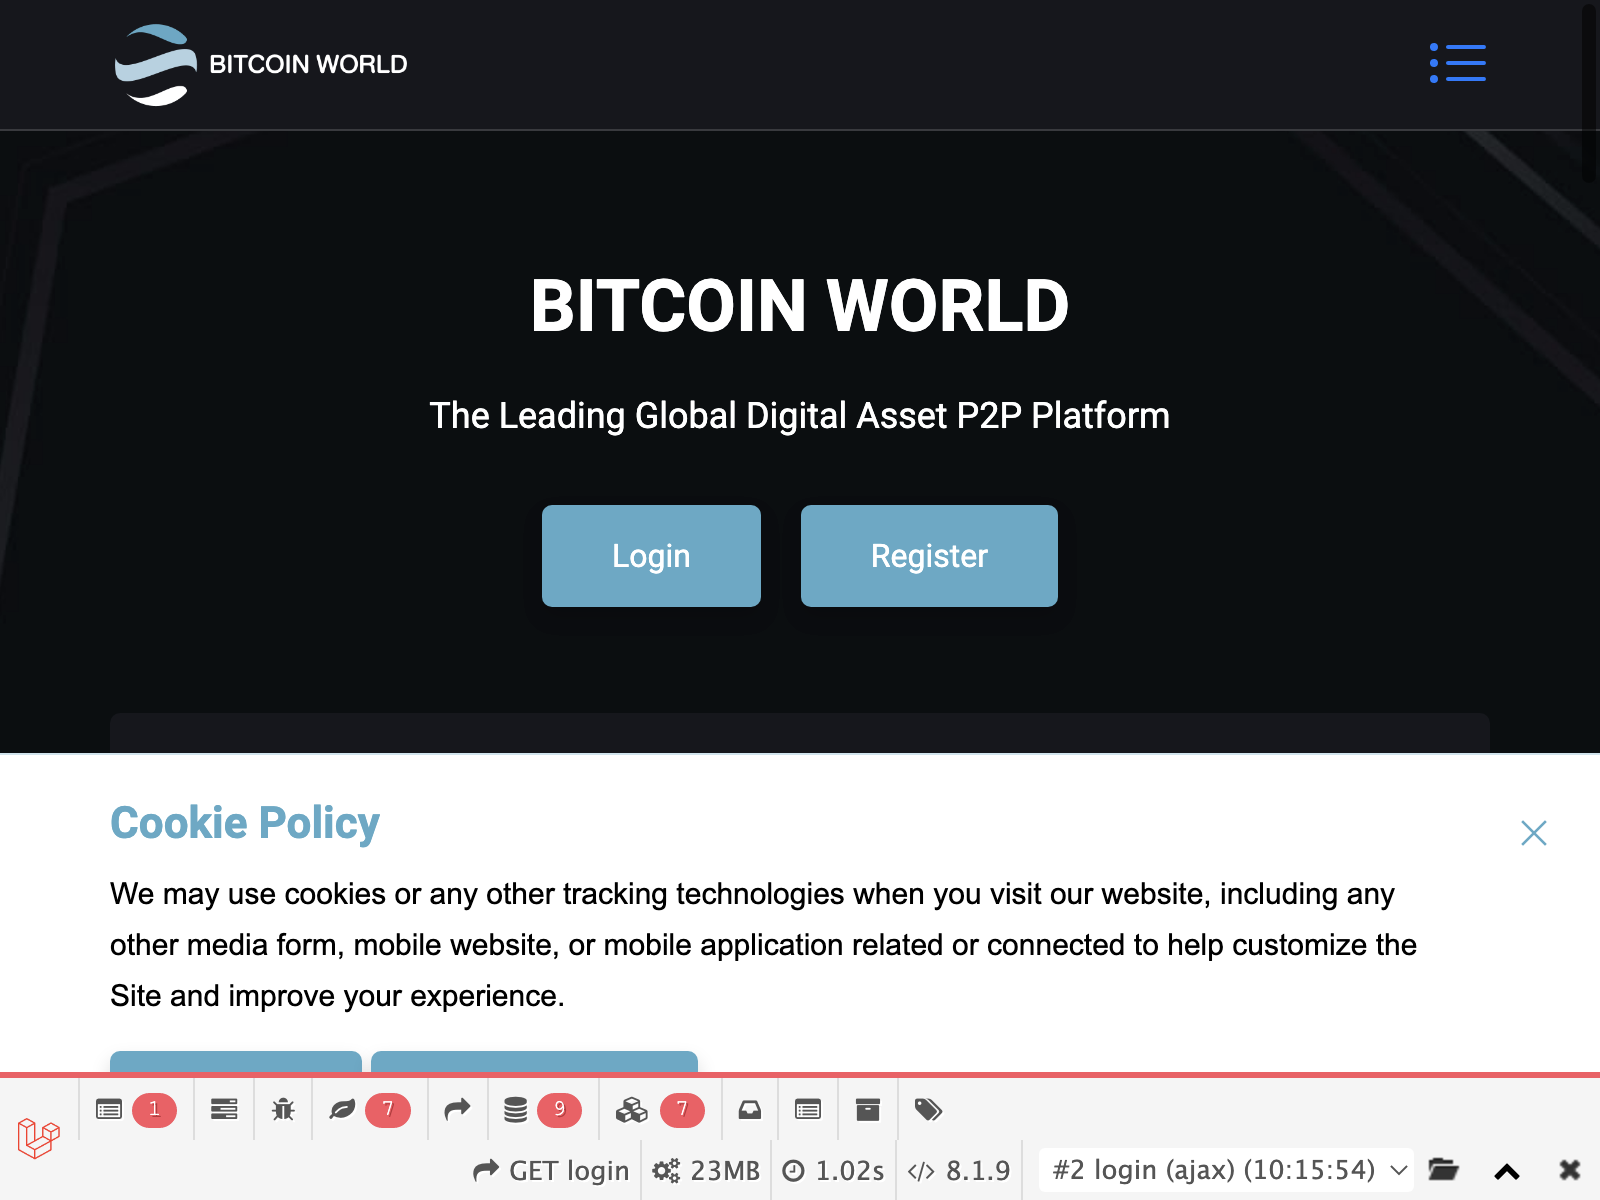 BITCOIN WORLD
BITCOIN WORLD
The Leading Global Digital Asset P2P Platform
Login
Register
Cookie Policy
We may use cookies or any other tracking technologies when you visit our website, including any
other media form, mobile website, or mobile application related or connected to help customize the
Site and improve your experience.
1
7
9
7
GET login
23MB
1.02s
8.1.9
#2 login (ajax) (10:15:54)